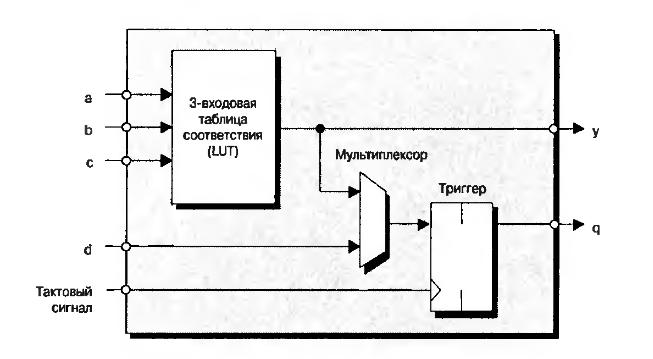 a
b
c
3-входовая
таблица
соответствия
(LUT)
y
Мультиплексор
Триггер
q
d
Тактовый
сигнал